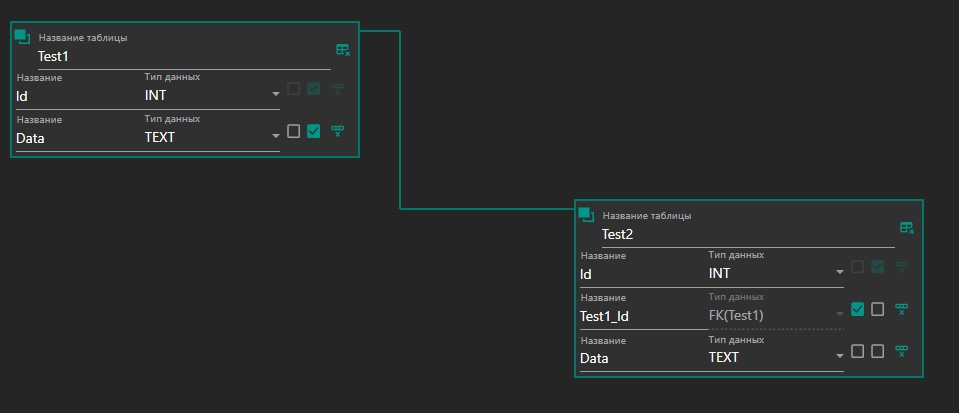 Название таблицы
Test1
Название Тип данных
Id INT
Название Тип данных
Data TEXT
Название таблицы
Test2
Название Тип данных
Id INT
Название Тип данных
Test1_Id FK(Test1)
Название Тип данных
Data TEXT